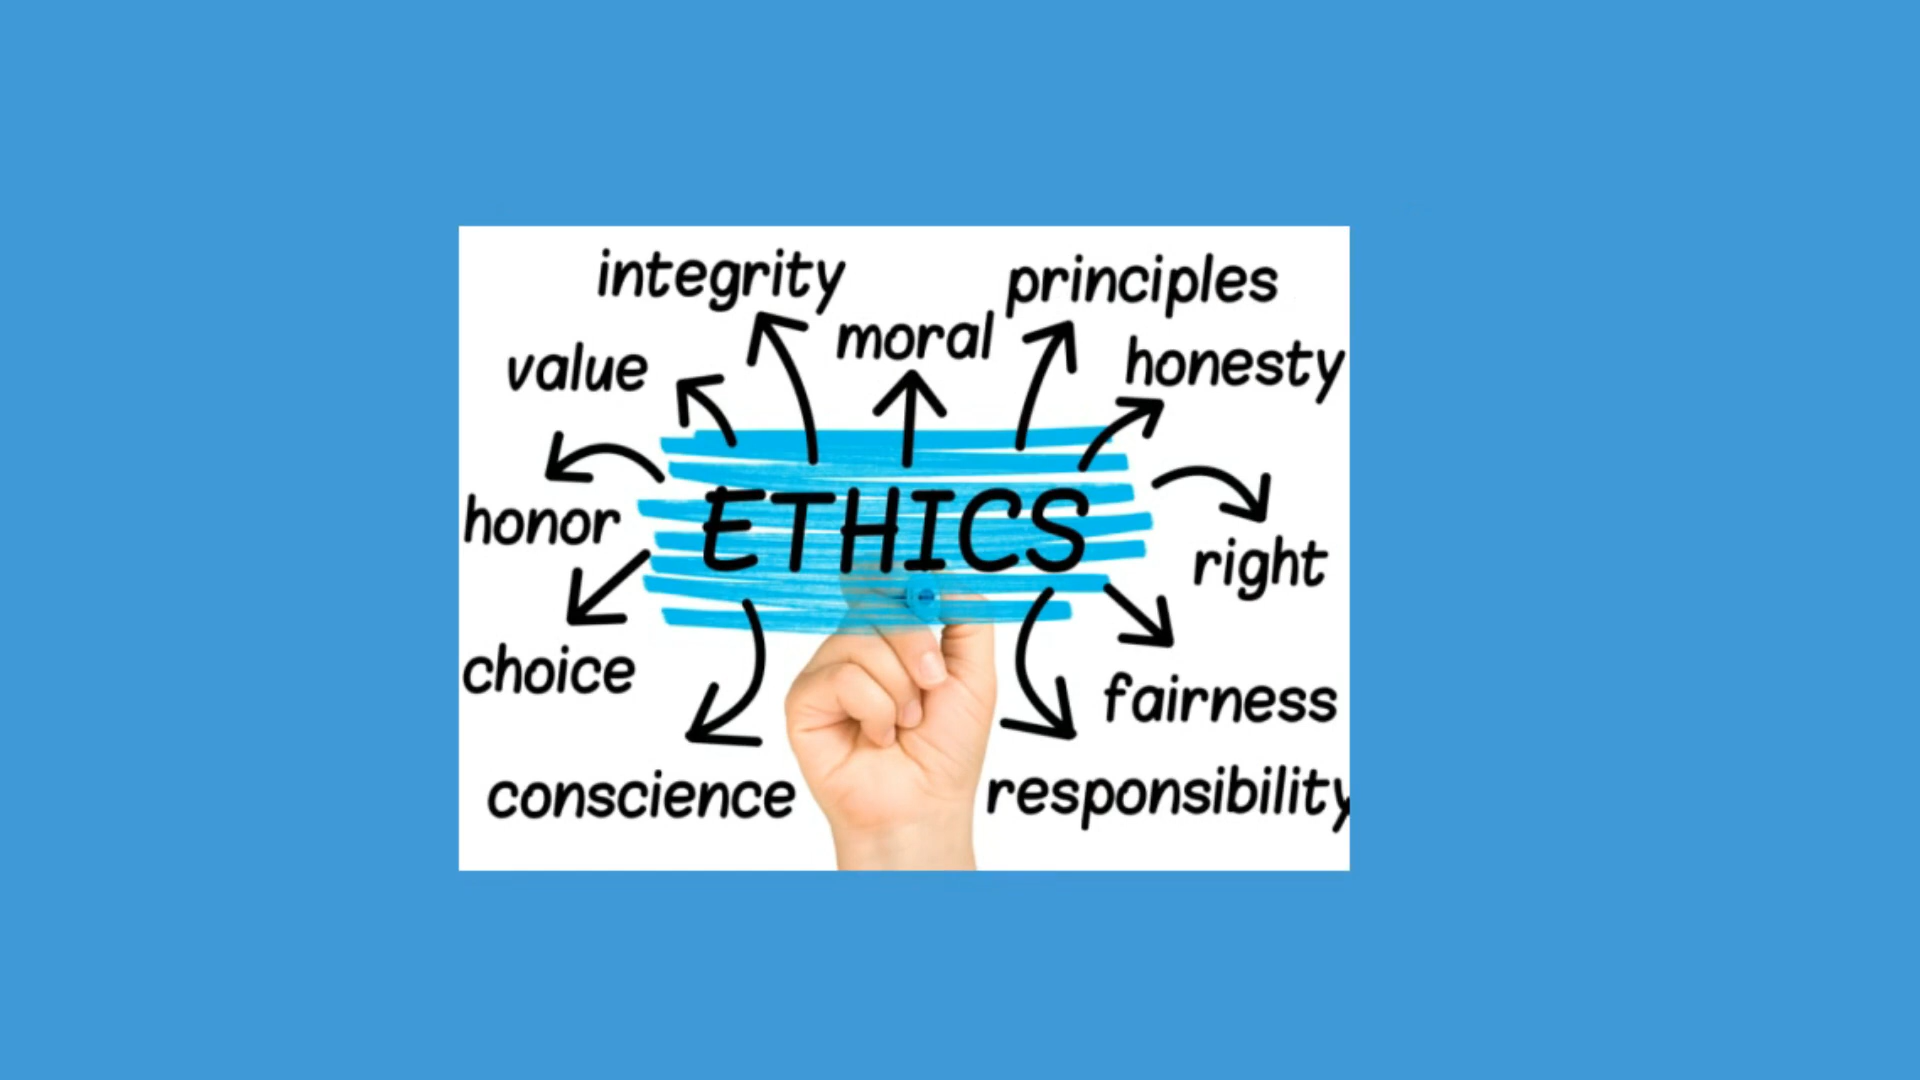 integrity
principles
moral
value
honesty
ETHICS
honor
right
choice
fairness
conscience
responsibility